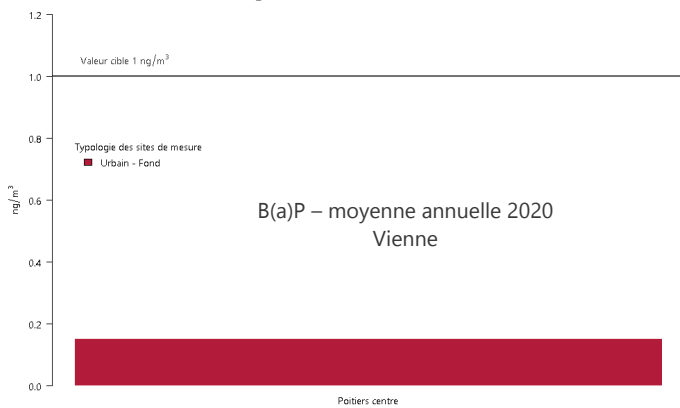 1.2
Valeur cible 1 ng/m³
1.0
0.8
Typologie des sites de mesure
Urbain - Fond
ng/m³
0.6
B(a)P – moyenne annuelle 2020
Vienne
0.4
0.2
0.0
Poitiers centre